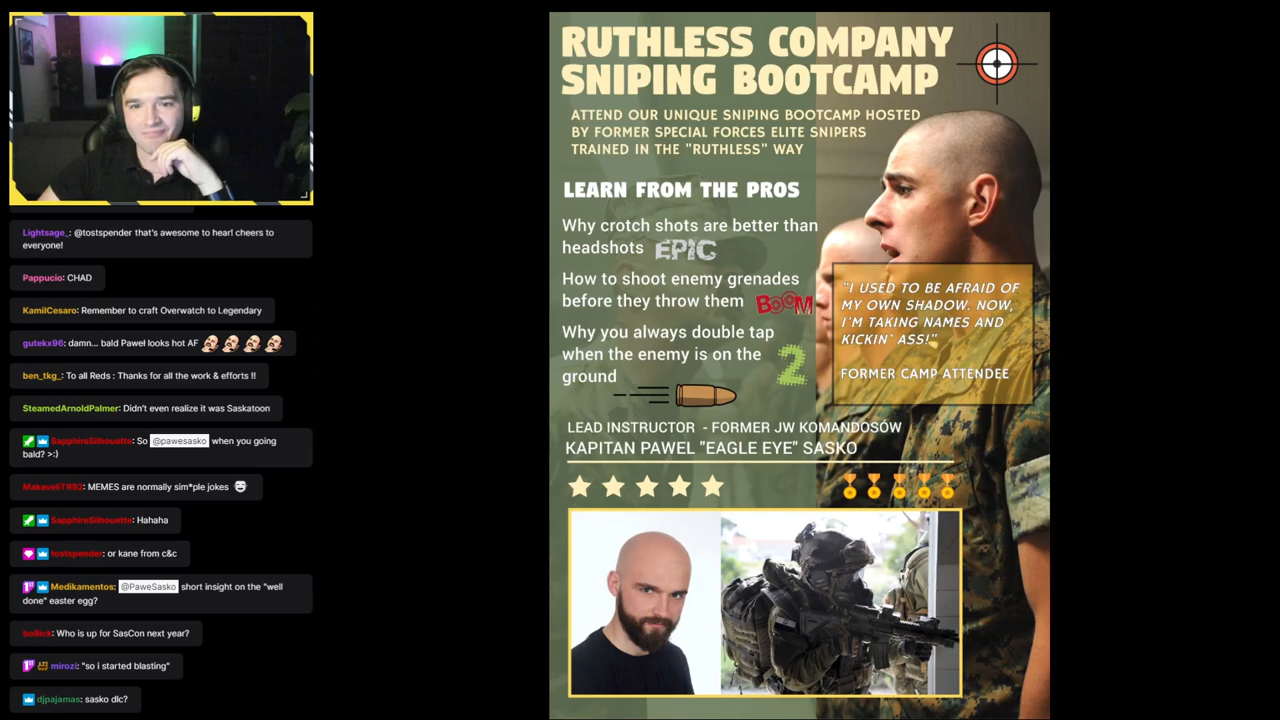 Lightsage_: @tostspender that's awesome to hear! cheers to
everyone!
Pappucio: CHAD
KamilCesaro: Remember to craft Overwatch to Legendary
gutekx96: damn... bald Paweł looks hot AF
ben_tkg_: To all Reds : Thanks for all the work & efforts !!
SteamedArnoldPalmer: Didn't even realize it was Saskatoon
SapphireSilhouette: So @pawesasko when you going
bald? >:)
MakaveliTR92: MEMES are normally sim*ple jokes
SapphireSilhouette: Hahaha
tostspender: or kane from c&c
Medikamentos: @PaweSasko short insight on the "well
done" easter egg?
Who is up for SasCon next year?
mirozi: "so i started blasting"
djpajamas: sasko dlc?
RUTHLESS COMPANY
SNIPING BOOTCAMP
ATTEND OUR UNIQUE SNIPING BOOTCAMP HOSTED
BY FORMER SPECIAL FORCES ELITE SNIPERS
TRAINED IN THE "RUTHLESS" WAY
LEARN FROM THE PROS
Why crotch shots are better than
headshots EPIC
How to shoot enemy grenades
before they throw them BOOM
Why you always double tap
when the enemy is on the
ground 2
"I USED TO BE AFRAID OF
MY OWN SHADOW. NOW,
I'M TAKING NAMES AND
KICKIN' ASS!"
FORMER CAMP ATTENDEE
LEAD INSTRUCTOR - FORMER JW KOMANDOSÓW
KAPITAN PAWEL "EAGLE EYE" SASKO